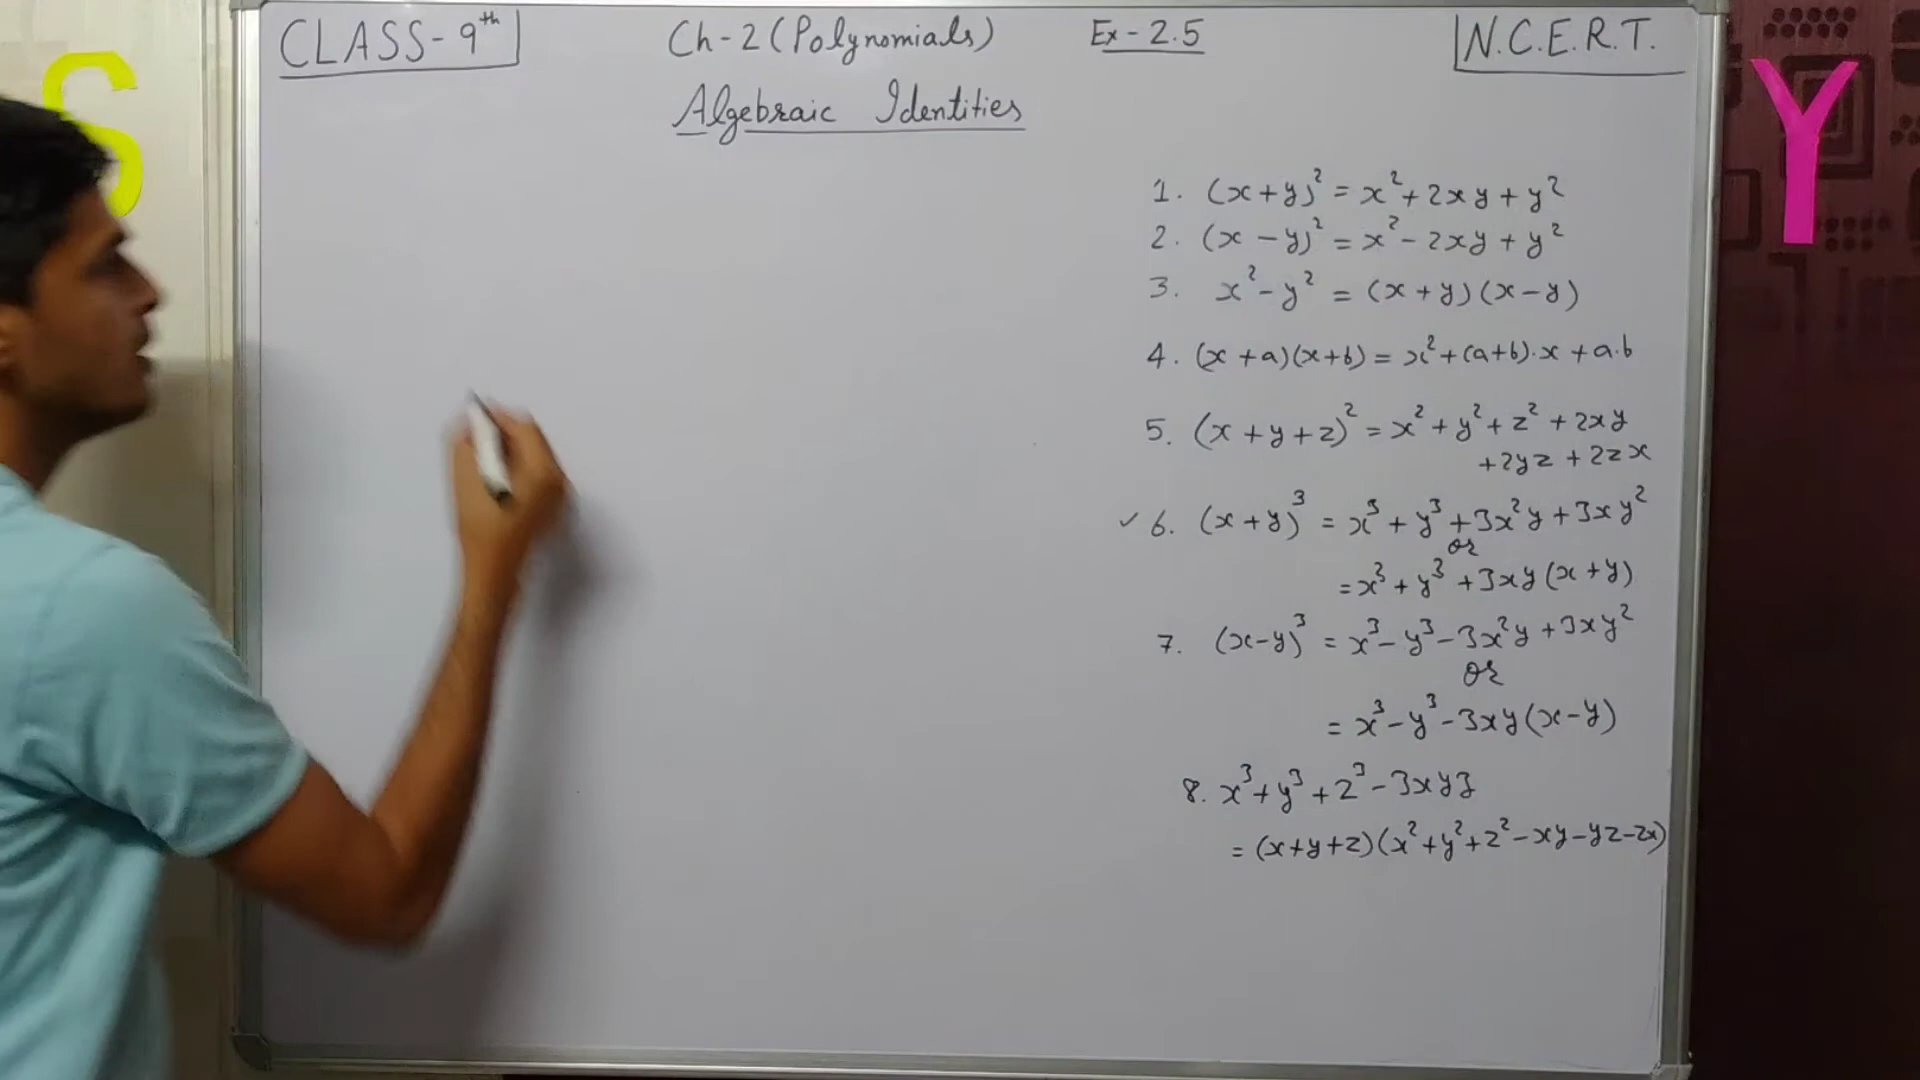 CLASS-9th
Ch-2 (Polynomials)
Ex-2.5
N.C.E.R.T.
S
Y
Algebraic Identities
1. (x+y)² = x²+2xy+y²
2. (x-y)² = x²-2xy+y²
3. x²-y² = (x+y)(x-y)
4. (x+a)(x+b) = x²+(a+b).x+a.b
5. (x+y+z)² = x²+y²+z²+2xy
+2yz+2zx
✓6. (x+y)³ = x³+y³+3x²y+3xy²
or
=x³+y³+3xy(x+y)
7. (x-y)³ = x³-y³-3x²y+3xy²
or
= x³-y³-3xy(x-y)
8. x³+y³+z³-3xyz
= (x+y+z)(x²+y²+z²-xy-yz-zx)